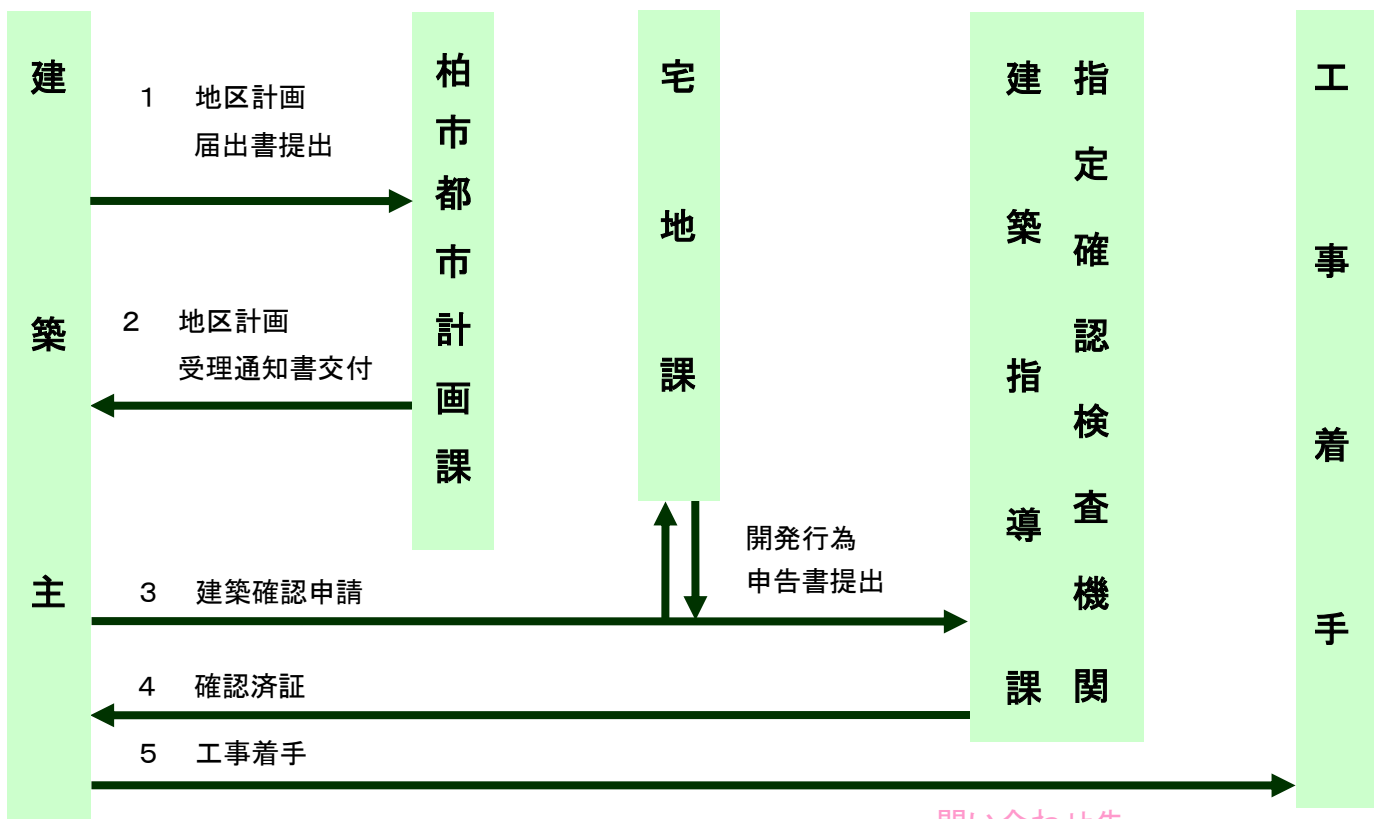 建築主
柏市都市計画課
宅地課
指定確認検査機関
建築指導課
工事着手
１ 地区計画
届出書提出
２ 地区計画
受理通知書交付
開発行為
申告書提出
３ 建築確認申請
４ 確認済証
５ 工事着手